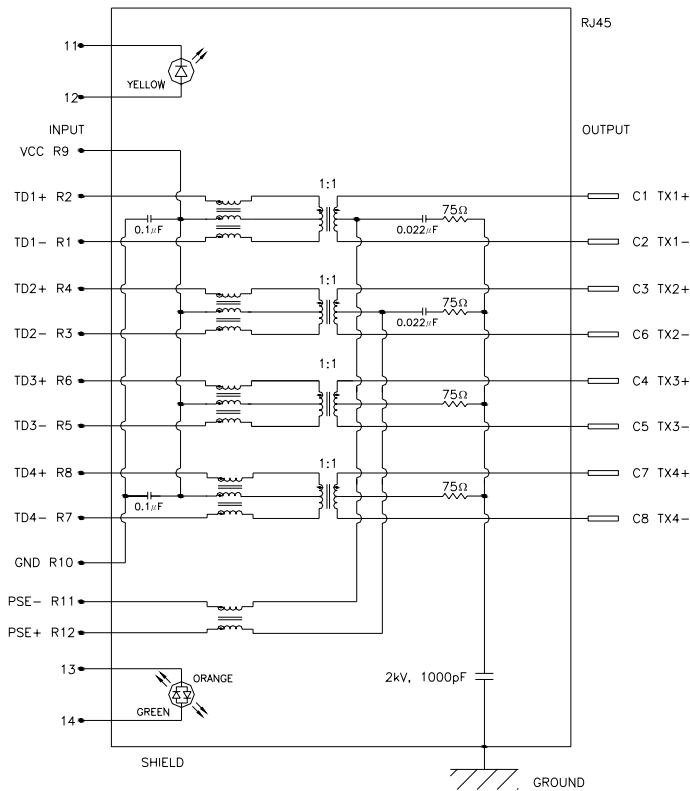 RJ45
11
YELLOW
12
INPUT
OUTPUT
VCC R9
1:1
TD1+ R2
C1 TX1+
75Ω
0.1µF
0.022µF
TD1- R1
C2 TX1-
1:1
TD2+ R4
C3 TX2+
75Ω
0.022µF
TD2- R3
C6 TX2-
1:1
TD3+ R6
C4 TX3+
75Ω
TD3- R5
C5 TX3-
1:1
TD4+ R8
C7 TX4+
75Ω
0.1µF
TD4- R7
C8 TX4-
GND R10
PSE- R11
PSE+ R12
13
ORANGE
2kV, 1000pF
GREEN
14
SHIELD
GROUND